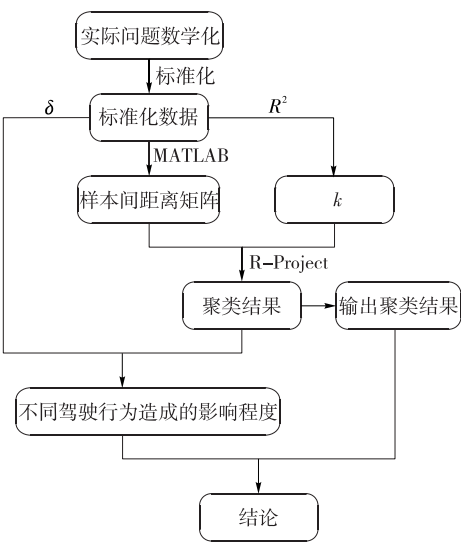 实际问题数学化
标准化
δ
标准化数据
R²
MATLAB
样本间距离矩阵
k
R-Project
聚类结果
输出聚类结果
不同驾驶行为造成的影响程度
结论